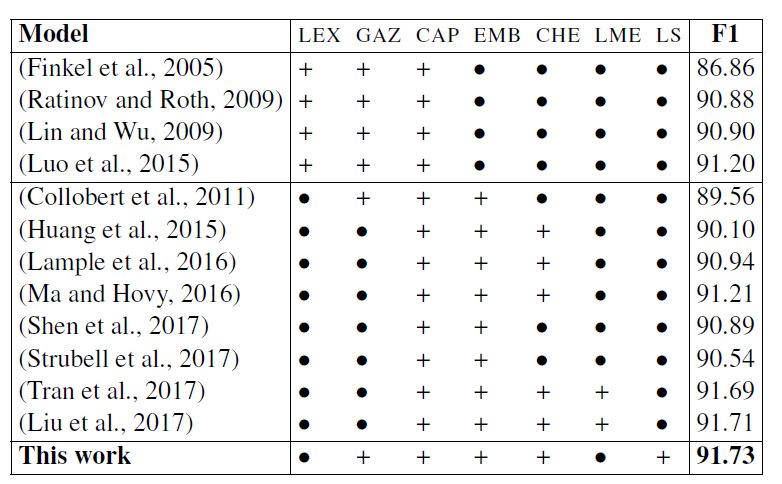 Model LEX GAZ CAP EMB CHE LME LS F1
(Finkel et al., 2005) + + + ● ● ● ● 86.86
(Ratinov and Roth, 2009) + + + ● ● ● ● 90.88
(Lin and Wu, 2009) + + + ● ● ● ● 90.90
(Luo et al., 2015) + + + ● ● ● ● 91.20
(Collobert et al., 2011) ● + + + ● ● ● 89.56
(Huang et al., 2015) ● ● + + + ● ● 90.10
(Lample et al., 2016) ● ● + + + ● ● 90.94
(Ma and Hovy, 2016) ● ● + + + ● ● 91.21
(Shen et al., 2017) ● ● + + ● ● ● 90.89
(Strubell et al., 2017) ● ● + + ● ● ● 90.54
(Tran et al., 2017) ● ● + + + + ● 91.69
(Liu et al., 2017) ● ● + + + + ● 91.71
This work ● + + + + ● + 91.73